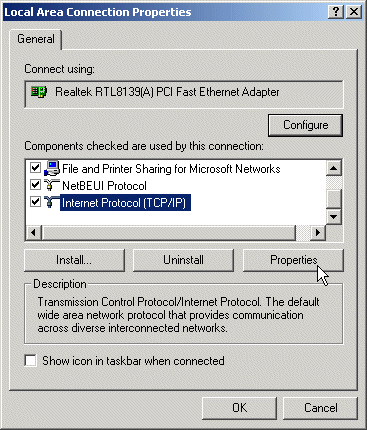 Local Area Connection Properties
General
Connect using:
Realtek RTL8139(A) PCI Fast Ethernet Adapter
Configure
Components checked are used by this connection:
File and Printer Sharing for Microsoft Networks
NetBEUI Protocol
Internet Protocol (TCP/IP)
Install... Uninstall Properties
Description
Transmission Control Protocol/Internet Protocol. The default
wide area network protocol that provides communication
across diverse interconnected networks.
Show icon in taskbar when connected
OK Cancel